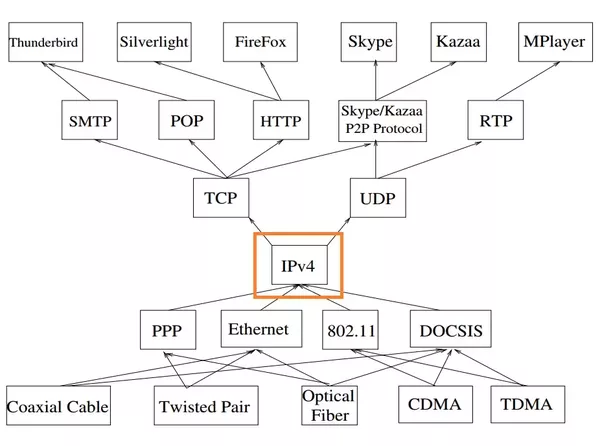 Thunderbird
Silverlight
FireFox
Skype
Kazaa
MPlayer
SMTP
POP
HTTP
Skype/Kazaa
P2P Protocol
RTP
TCP
UDP
IPv4
PPP
Ethernet
802.11
DOCSIS
Coaxial Cable
Twisted Pair
Optical
Fiber
CDMA
TDMA